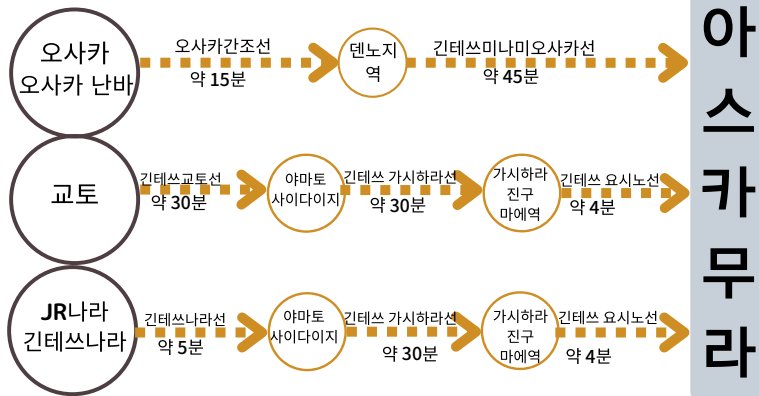 오사카
오사카 난바
오사카간조선
약 15분
덴노지
역
긴테쓰미나미오사카선
약 45분
교토
긴테쓰교토선
약 30분
야마토
사이다이지
긴테쓰 가시하라선
약 30분
가시하라
진구
마에역
긴테쓰 요시노선
약 4분
JR나라
긴테쓰나라
긴테쓰나라선
약 5분
야마토
사이다이지
긴테쓰 가시하라선
약 30분
가시하라
진구
마에역
긴테쓰 요시노선
약 4분
아
스
카
무
라